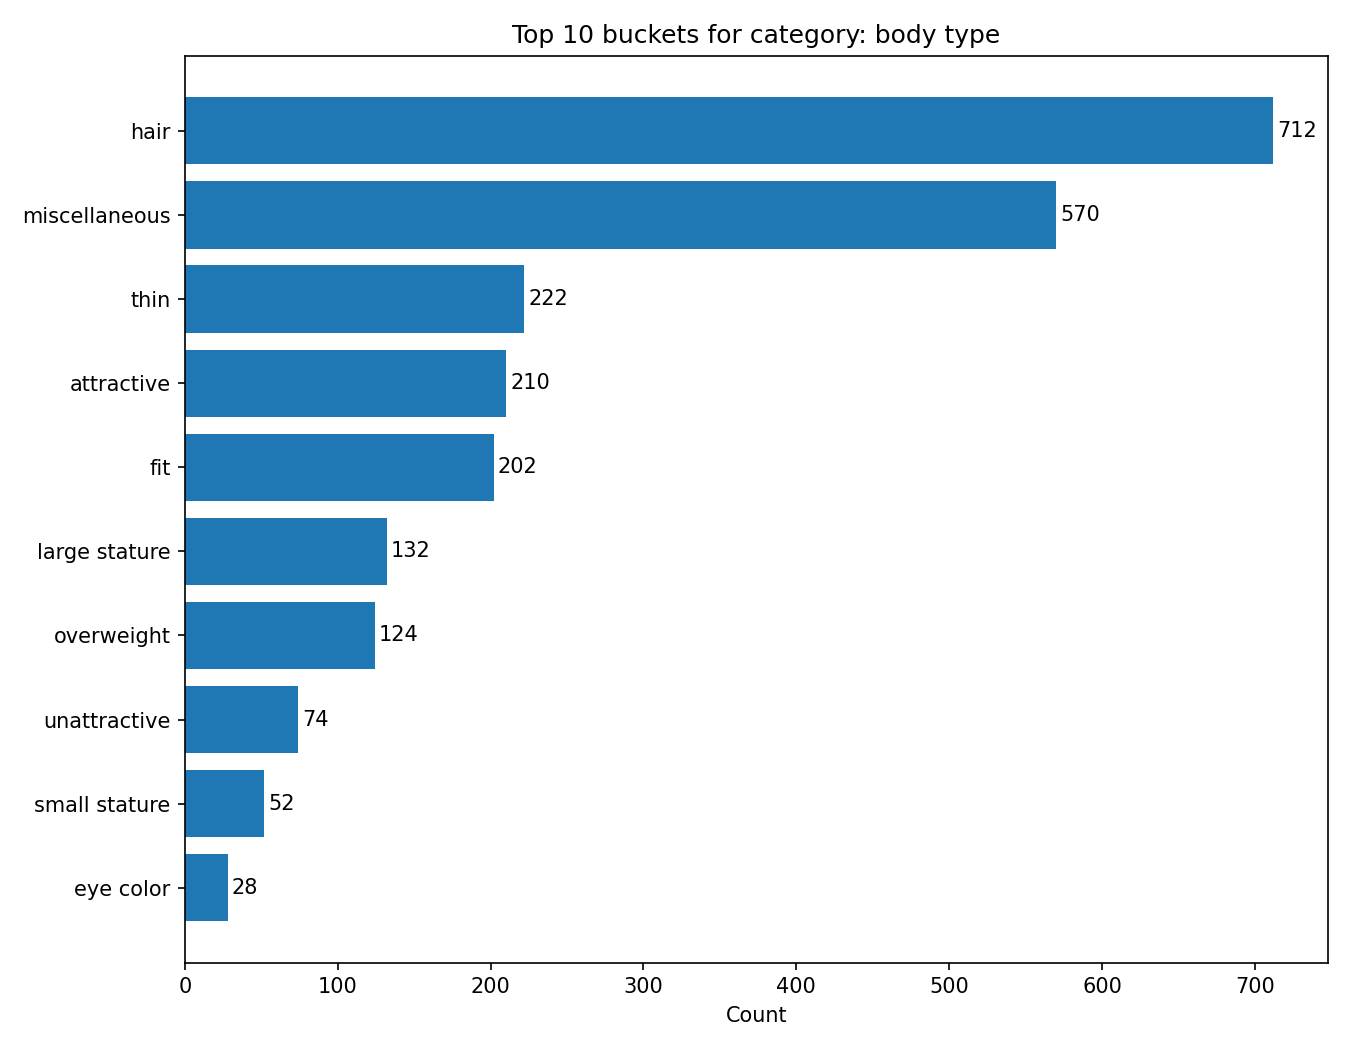 Top 10 buckets for category: body type
hair 712
miscellaneous 570
thin 222
attractive 210
fit 202
large stature 132
overweight 124
unattractive 74
small stature 52
eye color 28
0 100 200 300 400 500 600 700
Count